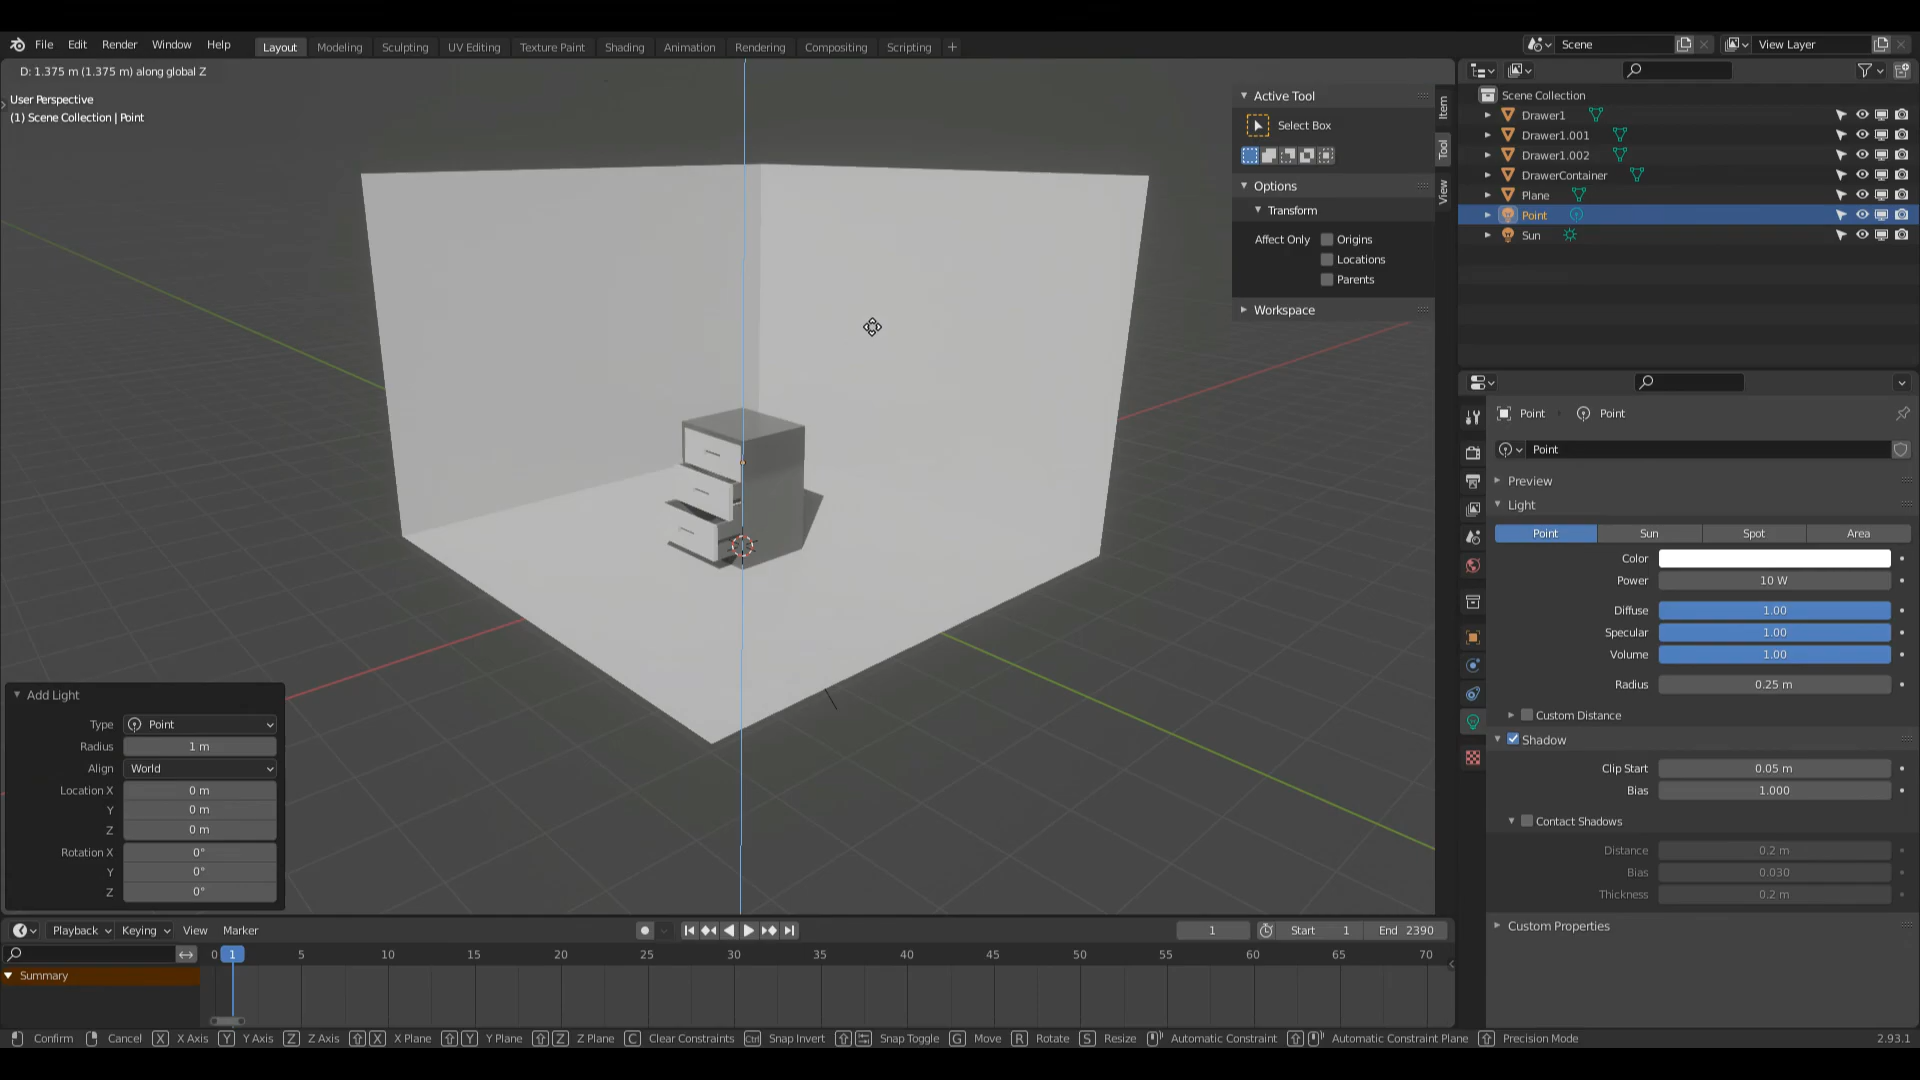 File Edit Render Window Help Layout Modeling Sculpting UV Editing Texture Paint Shading Animation Rendering Compositing Scripting + Scene View Layer
D: 1.375 m (1.375 m) along global Z
User Perspective
(1) Scene Collection | Point
Active Tool
Select Box
Options
Transform
Affect Only Origins
Locations
Parents
Workspace
Item
Tool
View
Scene Collection
Drawer1
Drawer1.001
Drawer1.002
DrawerContainer
Plane
Point
Sun
Point Point
Point
Preview
Light
Point Sun Spot Area
Color
Power 10 W
Diffuse 1.00
Specular 1.00
Volume 1.00
Radius 0.25 m
Custom Distance
Shadow
Clip Start 0.05 m
Bias 1.000
Contact Shadows
Distance 0.2 m
Bias 0.030
Thickness 0.2 m
Custom Properties
Add Light
Type Point
Radius 1 m
Align World
Location X 0 m
Y 0 m
Z 0 m
Rotation X 0°
Y 0°
Z 0°
Playback Keying View Marker 1 Start 1 End 2390
0 1 5 10 15 20 25 30 35 40 45 50 55 60 65 70
Summary
Confirm Cancel X X Axis Y Y Axis Z Z Axis X X Plane Y Y Plane Z Z Plane C Clear Constraints Ctrl Snap Invert Snap Toggle G Move R Rotate S Resize Automatic Constraint Automatic Constraint Plane Precision Mode 2.93.1